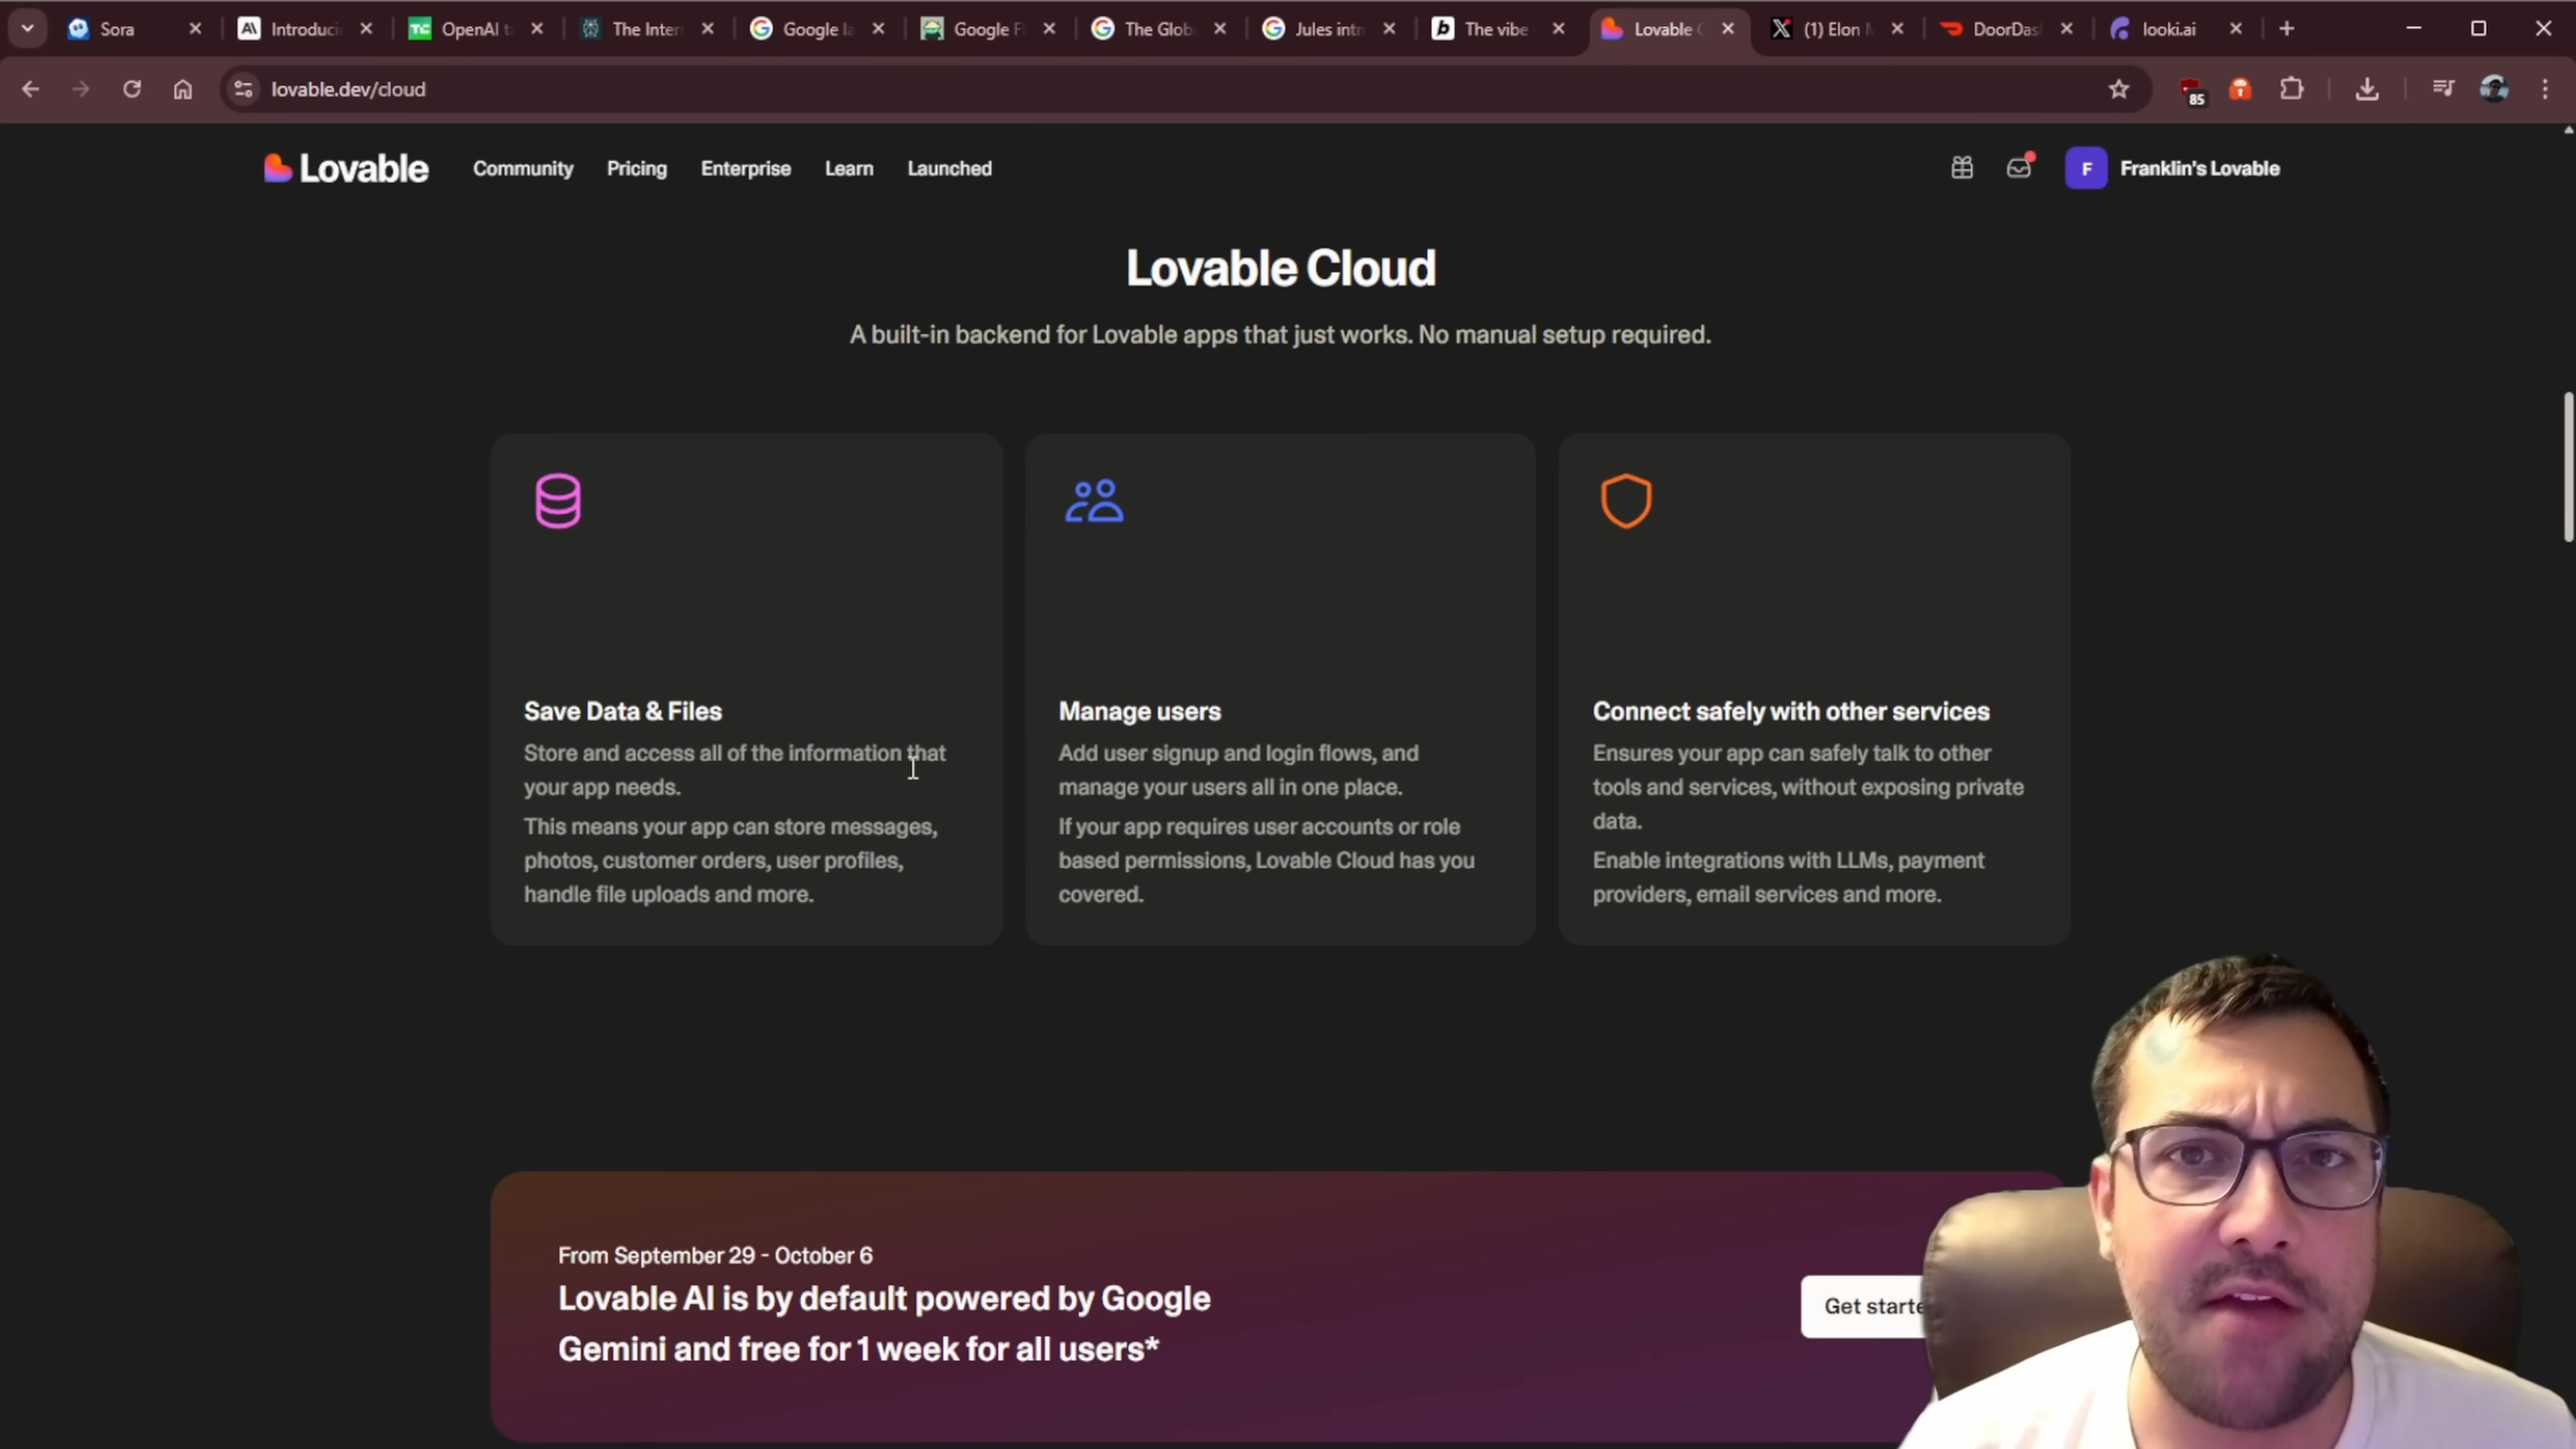 Sora
Introduci
OpenAI t
The Inter
Google la
Google F
The Glob
Jules intr
The vibe
Lovable C
(1) Elon M
DoorDas
looki.ai
lovable.dev/cloud
85
Lovable
Community
Pricing
Enterprise
Learn
Launched
F
Franklin's Lovable
Lovable Cloud
A built-in backend for Lovable apps that just works. No manual setup required.
Save Data & Files
Store and access all of the information that
your app needs.
This means your app can store messages,
photos, customer orders, user profiles,
handle file uploads and more.
Manage users
Add user signup and login flows, and
manage your users all in one place.
If your app requires user accounts or role
based permissions, Lovable Cloud has you
covered.
Connect safely with other services
Ensures your app can safely talk to other
tools and services, without exposing private
data.
Enable integrations with LLMs, payment
providers, email services and more.
From September 29 - October 6
Lovable AI is by default powered by Google
Gemini and free for 1 week for all users*
Get starte